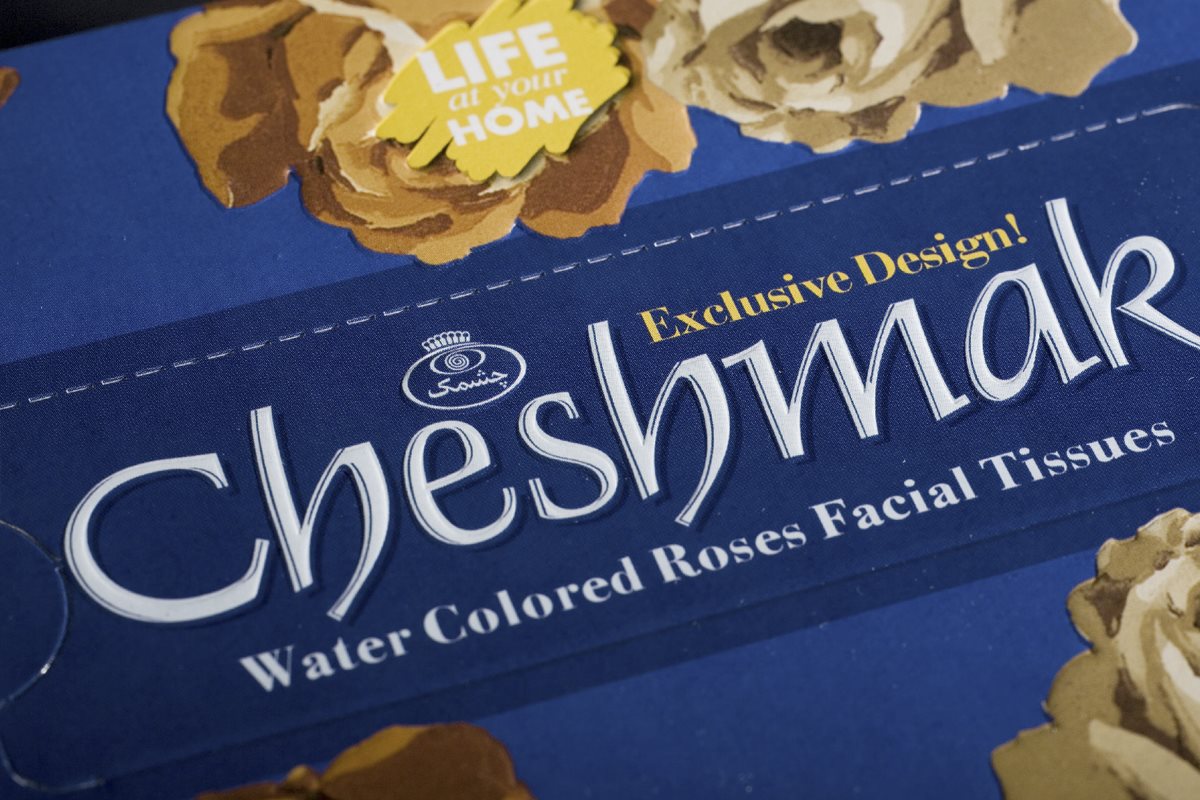 LIFE
at your
HOME
Exclusive Design!
چشمک
Cheshmak
Water Colored Roses Facial Tissues